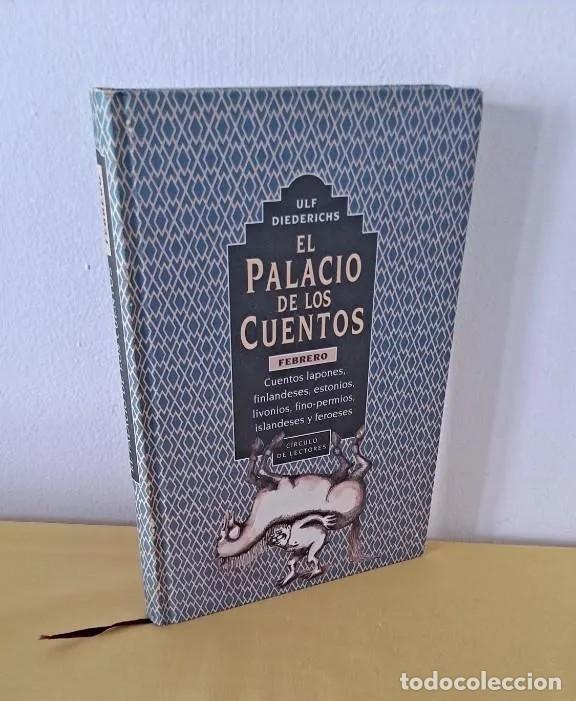 ULF
DIEDERICHS
EL
PALACIO
DE LOS
CUENTOS
FEBRERO
Cuentos lapones,
finlandeses, estonios,
livonios, fino-permios,
islandeses y feroeses
CÍRCULO
DE LECTORES
todocoleccion